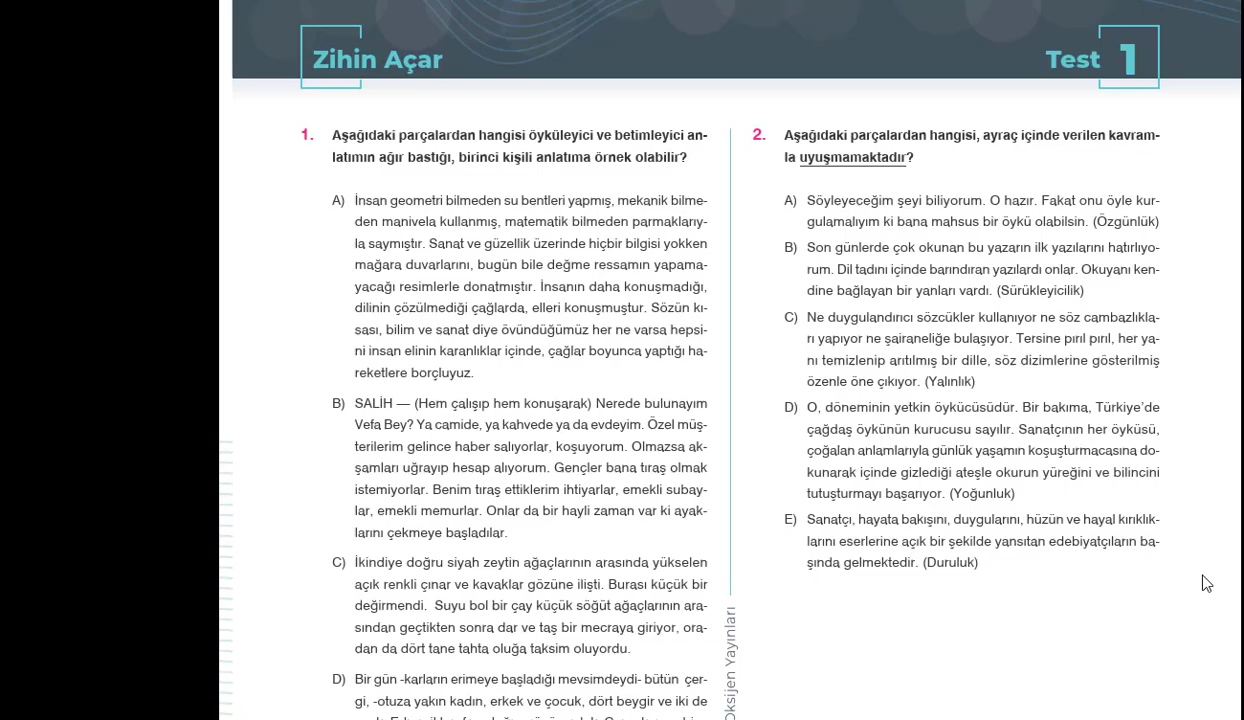 Zihin Açar
Test 1
1. Aşağıdaki parçalardan hangisi öyküleyici ve betimleyici an-
latımın ağır bastığı, birinci kişili anlatıma örnek olabilir?
A) İnsan geometri bilmeden su bentleri yapmış, mekanik bilme-
den manivela kullanmış, matematik bilmeden parmaklarıy-
la saymıştır. Sanat ve güzellik üzerinde hiçbir bilgisi yokken
mağara duvarlarını, bugün bile değme ressamın yapama-
yacağı resimlerle donatmıştır. İnsanın daha konuşmadığı,
dilinin çözülmediği çağlarda, elleri konuşmuştur. Sözün kı-
sası, bilim ve sanat diye övündüğümüz her ne varsa hepsi-
ni insan elinin karanlıklar içinde, çağlar boyunca yaptığı ha-
reketlere borçluyuz.
B) SALİH — (Hem çalışıp hem konuşarak) Nerede bulunayım
Vefa Bey? Ya camide, ya kahvede ya da evdeyim. Özel müş-
terilerim gelince haber salıyorlar, koşuyorum. Olmazsa ak-
şamları uğrayıp hesap alıyorum. Gençler bana tıraş olmak
istemiyorlar. Benim tıraş ettiklerim ihtiyarlar, emekli subay-
lar, emekli memurlar. Onlar da bir hayli zaman var ki ayak-
larını çekmeye başladılar.
C) İkindiye doğru siyah zeytin ağaçlarının arasında yükselen
açık renkli çınar ve kavaklar gözüne ilişti. Burası küçük bir
değirmendi. Suyu bol bir çay küçük söğüt ağaçlarının ara-
sından geçtikten sonra dar ve taş bir mecraya giriyor, ora-
dan da dört tane tahta oluğa taksim oluyordu.
D) Bir gün -karların erimeye başladığı mevsimdeydi- bütün çer-
gi, -otuza yakın kadın, erkek ve çocuk, dört beygir ve iki de
2. Aşağıdaki parçalardan hangisi, ayraç içinde verilen kavram-
la uyuşmamaktadır?
A) Söyleyeceğim şeyi biliyorum. O hazır. Fakat onu öyle kur-
gulamalıyım ki bana mahsus bir öykü olabilsin. (Özgünlük)
B) Son günlerde çok okunan bu yazarın ilk yazılarını hatırlıyo-
rum. Dil tadını içinde barındıran yazılardı onlar. Okuyanı ken-
dine bağlayan bir yanları vardı. (Sürükleyicilik)
C) Ne duygulandırıcı sözcükler kullanıyor ne söz cambazlıkla-
rı yapıyor ne şairaneliğe bulaşıyor. Tersine pırıl pırıl, her ya-
nı temizlenip arıtılmış bir dille, söz dizimlerine gösterilmiş
özenle öne çıkıyor. (Yalınlık)
D) O, döneminin yetkin öykücüsüdür. Bir bakıma, Türkiye'de
çağdaş öykünün kurucusu sayılır. Sanatçının her öyküsü,
çoğalan anlamlarıyla günlük yaşamın koşuşturmacasına do-
kunarak içinde gizlediği ateşle okurun yüreğini ve bilincini
tutuşturmayı başarıyor. (Yoğunluk)
E) Sanatçı, hayata bakışını, duygularını, hüzün ve hayal kırıklık-
larını eserlerine açık bir şekilde yansıtan edebiyatçıların ba-
şında gelmektedir. (Duruluk)
Oksijen Yayınları